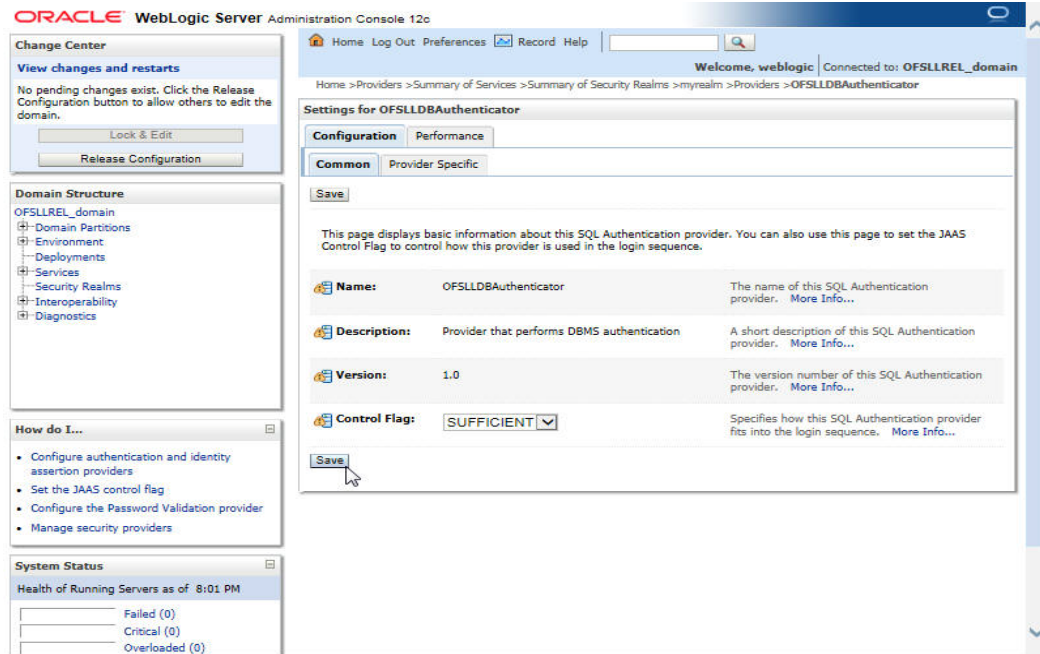 ORACLE WebLogic Server Administration Console 12c
Change Center
View changes and restarts
No pending changes exist. Click the Release
Configuration button to allow others to edit the
domain.
Lock & Edit
Release Configuration
Domain Structure
OFSLLREL_domain
Domain Partitions
Environment
Deployments
Services
Security Realms
Interoperability
Diagnostics
How do I...
• Configure authentication and identity
assertion providers
• Set the JAAS control flag
• Configure the Password Validation provider
• Manage security providers
System Status
Health of Running Servers as of 8:01 PM
Failed (0)
Critical (0)
Overloaded (0)
Home Log Out Preferences Record Help
Welcome, weblogic Connected to: OFSLLREL_domain
Home >Providers >Summary of Services >Summary of Security Realms >myrealm >Providers >OFSLLDBAuthenticator
Settings for OFSLLDBAuthenticator
Configuration Performance
Common Provider Specific
Save
This page displays basic information about this SQL Authentication provider. You can also use this page to set the JAAS
Control Flag to control how this provider is used in the login sequence.
Name: OFSLLDBAuthenticator The name of this SQL Authentication
provider. More Info...
Description: Provider that performs DBMS authentication A short description of this SQL Authentication
provider. More Info...
Version: 1.0 The version number of this SQL Authentication
provider. More Info...
Control Flag: SUFFICIENT Specifies how this SQL Authentication provider
fits into the login sequence. More Info...
Save